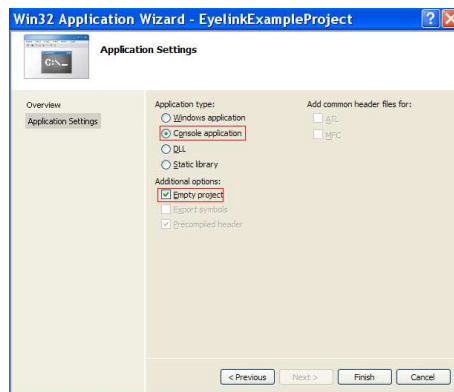 Win32 Application Wizard - EyelinkExampleProject
C:\_
Application Settings
Overview
Application Settings
Application type:
Windows application
Console application
DLL
Static library
Additional options:
Empty project
Export symbols
Precompiled header
Add common header files for:
ATL
MFC
< Previous
Next >
Finish
Cancel